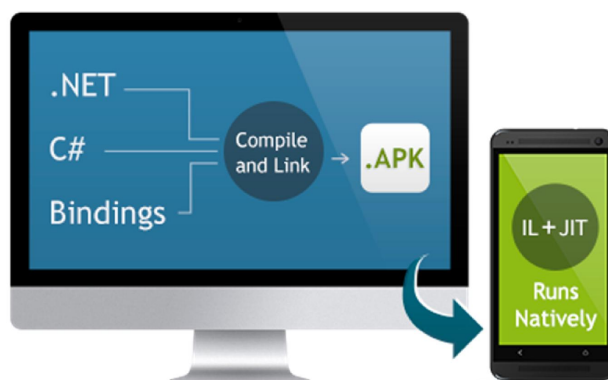 .NET
C#
Bindings
Compile
and Link
.APK
IL+JIT
Runs
Natively